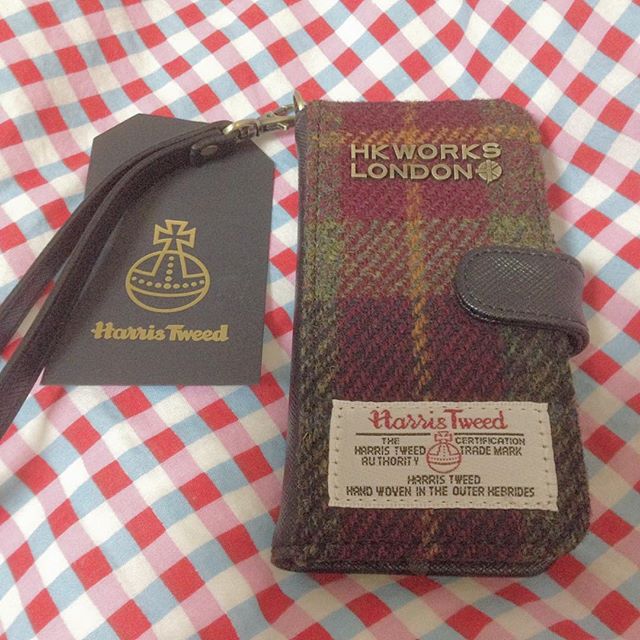 HKWORKS
LONDON
Harris Tweed
Harris Tweed
THE HARRIS TWEED AUTHORITY
CERTIFICATION TRADE MARK
HARRIS TWEED
HAND WOVEN IN THE OUTER HEBRIDES